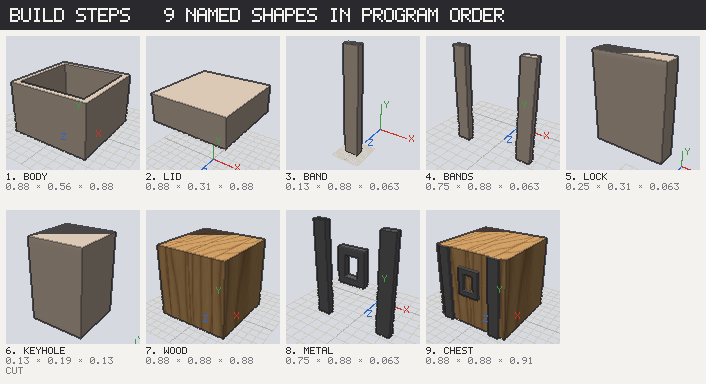 BUILD STEPS 9 NAMED SHAPES IN PROGRAM ORDER
1. BODY
0.88 × 0.56 × 0.88
2. LID
0.88 × 0.31 × 0.88
3. BAND
0.13 × 0.88 × 0.063
4. BANDS
0.75 × 0.88 × 0.063
5. LOCK
0.25 × 0.31 × 0.063
6. KEYHOLE
0.13 × 0.19 × 0.13
CUT
7. WOOD
0.88 × 0.88 × 0.88
8. METAL
0.75 × 0.88 × 0.063
9. CHEST
0.88 × 0.88 × 0.91
Y
X
Z
X
Y
X
Z
Y
X
Z
Y
Y
X
Y
X
Z
Y
X